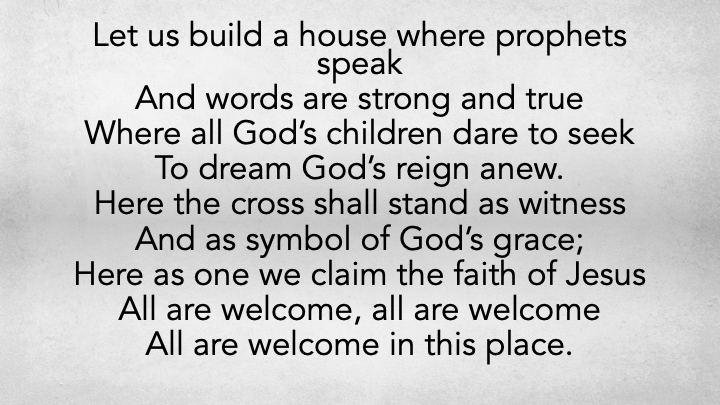 Let us build a house where prophets
speak
And words are strong and true
Where all God’s children dare to seek
To dream God’s reign anew.
Here the cross shall stand as witness
And as symbol of God’s grace;
Here as one we claim the faith of Jesus
All are welcome, all are welcome
All are welcome in this place.